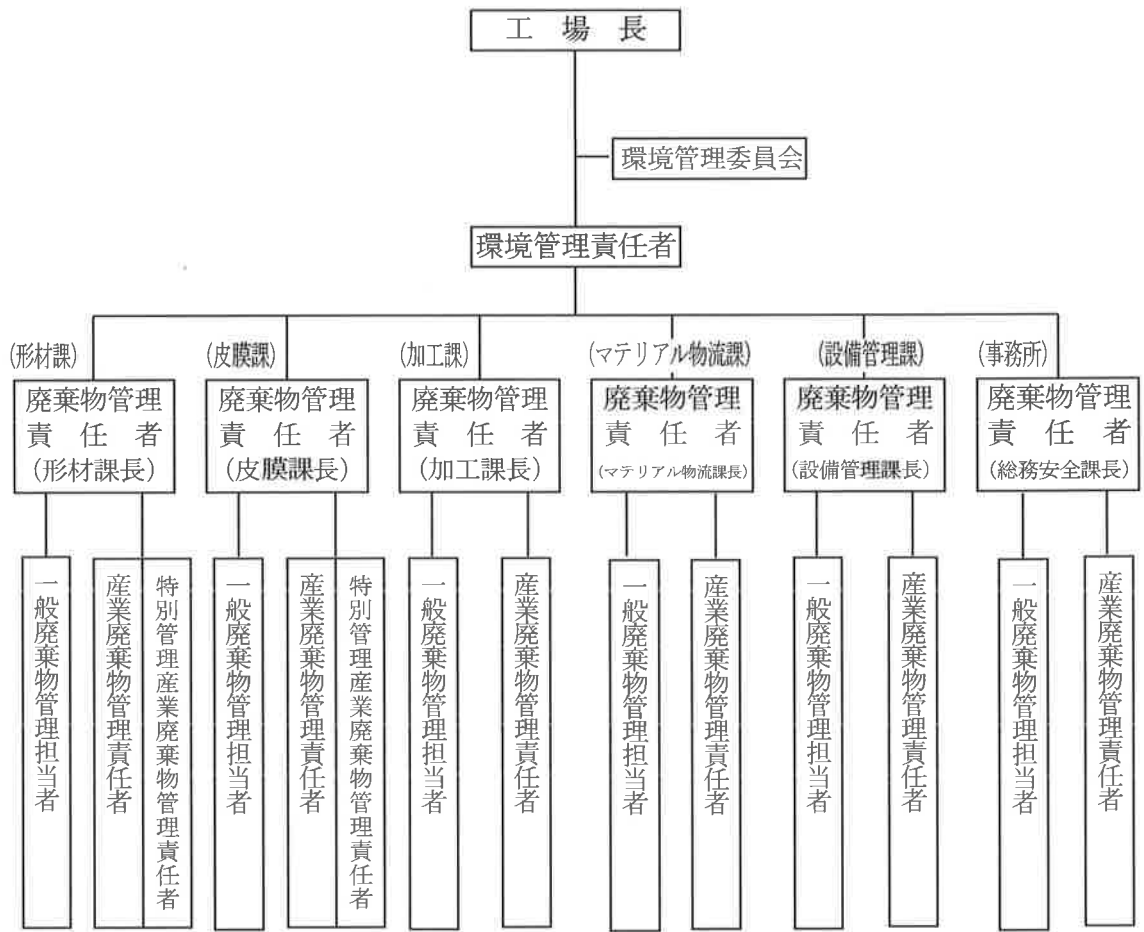 工場長
環境管理委員会
環境管理責任者
(形材課)
廃棄物管理
責任者
(形材課長)
(皮膜課)
廃棄物管理
責任者
(皮膜課長)
(加工課)
廃棄物管理
責任者
(加工課長)
(マテリアル物流課)
廃棄物管理
責任者
(マテリアル物流課長)
(設備管理課)
廃棄物管理
責任者
(設備管理課長)
(事務所)
廃棄物管理
責任者
(総務安全課長)
一般廃棄物管理担当者
産業廃棄物管理責任者
特別管理産業廃棄物管理責任者
一般廃棄物管理担当者
産業廃棄物管理責任者
特別管理産業廃棄物管理責任者
一般廃棄物管理担当者
産業廃棄物管理責任者
一般廃棄物管理担当者
産業廃棄物管理責任者
一般廃棄物管理担当者
産業廃棄物管理責任者
一般廃棄物管理担当者
産業廃棄物管理責任者